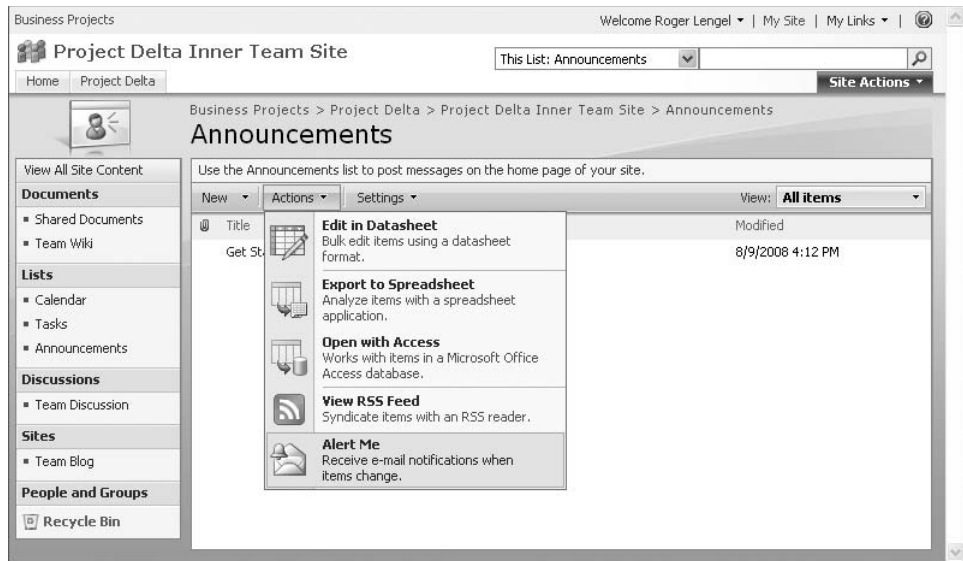 Business Projects
Welcome Roger Lengel | My Site | My Links |
Project Delta Inner Team Site
This List: Announcements
Home Project Delta
Site Actions
Business Projects > Project Delta > Project Delta Inner Team Site > Announcements
Announcements
View All Site Content
Use the Announcements list to post messages on the home page of your site.
Documents
Shared Documents
Team Wiki
Lists
Calendar
Tasks
Announcements
Discussions
Team Discussion
Sites
Team Blog
People and Groups
Recycle Bin
New Actions Settings View: All items
Title Modified
Get 8/9/2008 4:12 PM
Edit in Datasheet
Bulk edit items using a datasheet
format.
Export to Spreadsheet
Analyze items with a spreadsheet
application.
Open with Access
Works with items in a Microsoft Office
Access database.
View RSS Feed
Syndicate items with an RSS reader.
Alert Me
Receive e-mail notifications when
items change.